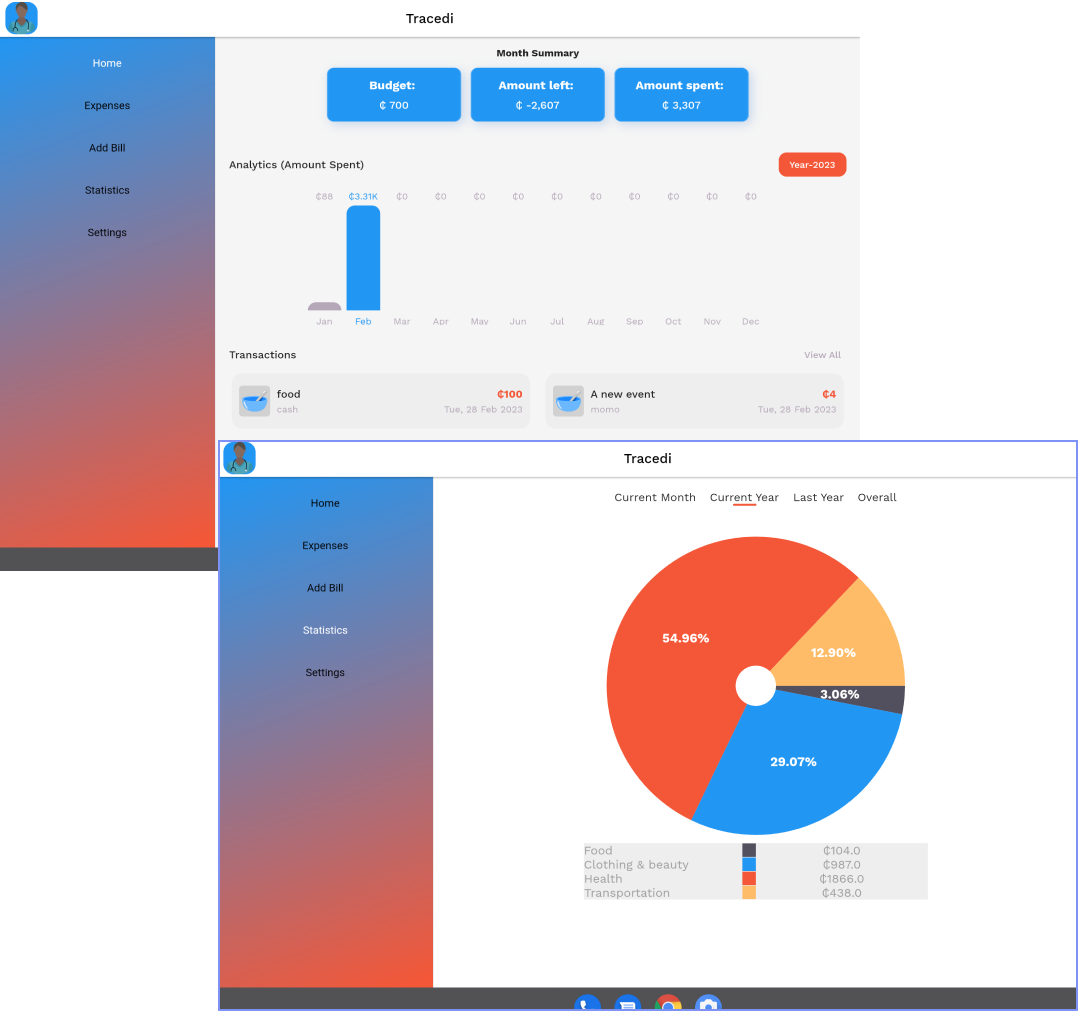 Tracedi
Home
Expenses
Add Bill
Statistics
Settings
Month Summary
Budget:
₵ 700
Amount left:
₵ -2,607
Amount spent:
₵ 3,307
Analytics (Amount Spent)
Year-2023
₵88 ₵3.31K ₵0 ₵0 ₵0 ₵0 ₵0 ₵0 ₵0 ₵0 ₵0 ₵0
Jan Feb Mar Apr May Jun Jul Aug Sep Oct Nov Dec
Transactions View All
food ₵100
cash Tue, 28 Feb 2023
A new event ₵4
momo Tue, 28 Feb 2023
Tracedi
Home
Expenses
Add Bill
Statistics
Settings
Current Month Current Year Last Year Overall
54.96%
12.90%
3.06%
29.07%
Food ₵104.0
Clothing & beauty ₵987.0
Health ₵1866.0
Transportation ₵438.0